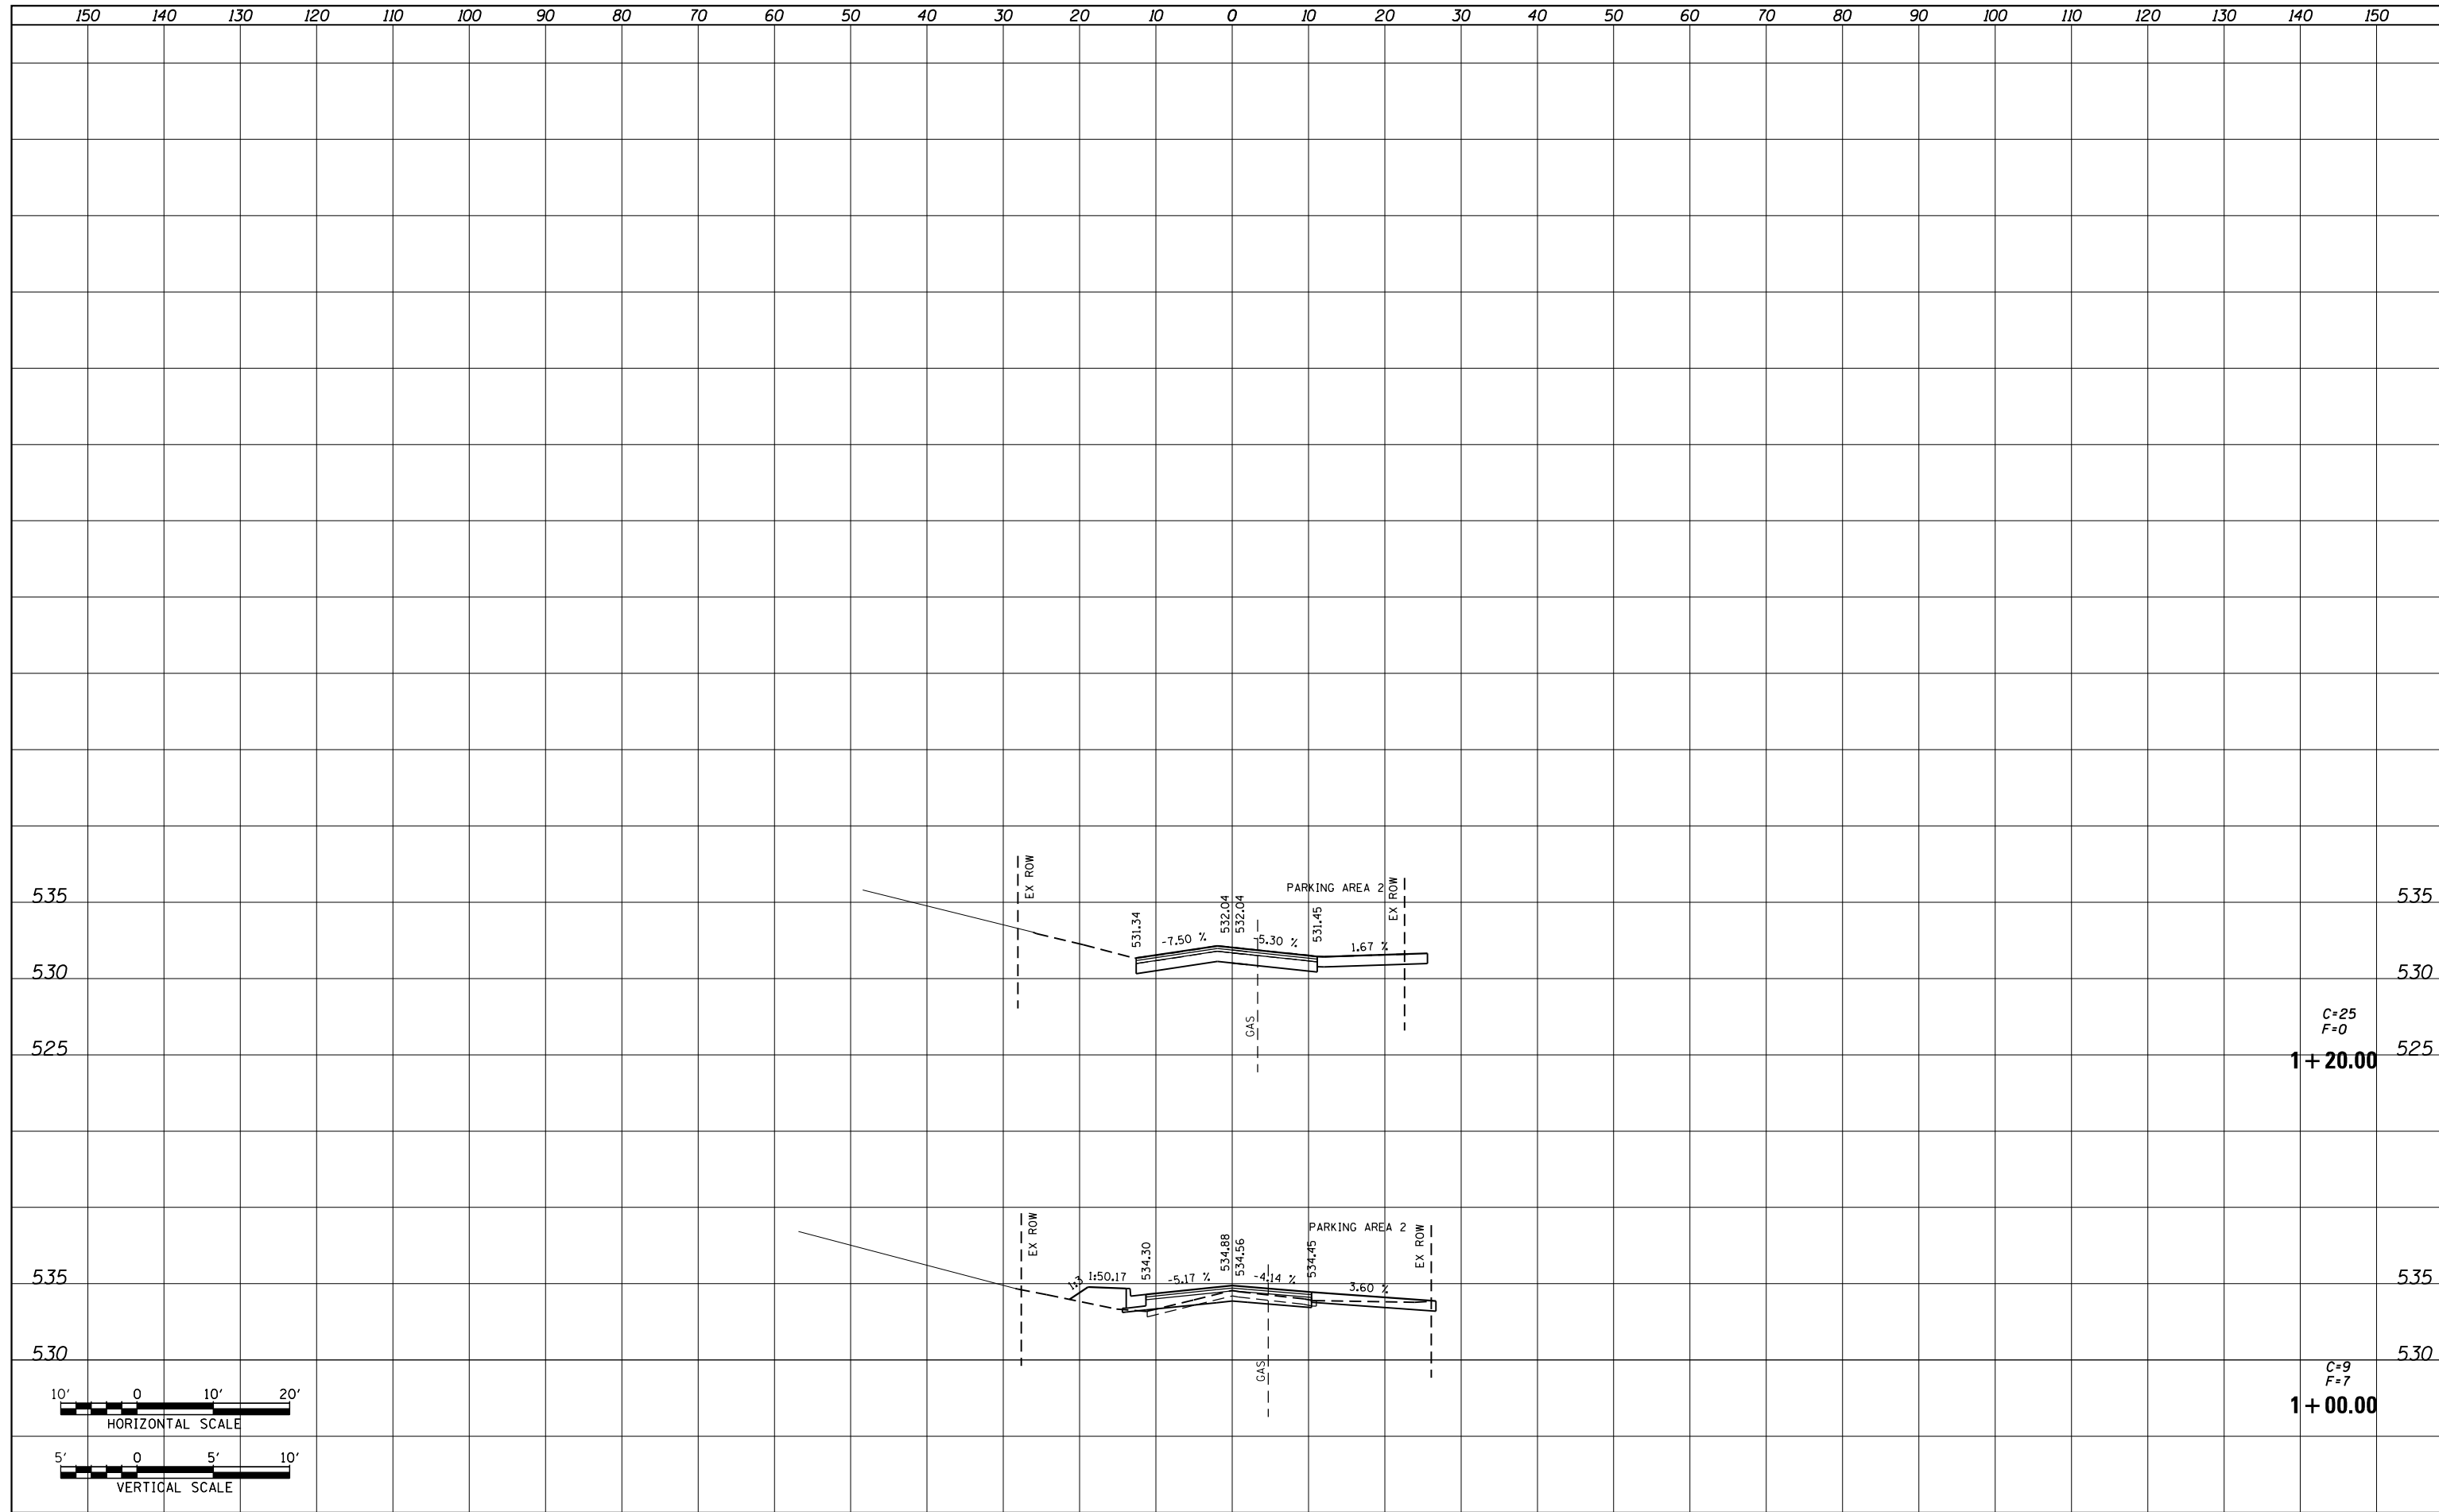 150 140 130 120 110 100 90 80 70 60 50 40 30 20 10 0 10 20 30 40 50 60 70 80 90 100 110 120 130 140 150
EX ROW
EX ROW
PARKING AREA 2
535 535
531.34
532.04
532.04
531.45
-7.50 %
-5.30 %
1.67 %
530 530
GAS
C=25
F=0
525 525
1+20.00
EX ROW
EX ROW
PARKING AREA 2
534.30
534.88
534.56
534.45
535 535
1:3
1:50.17
-5.17 %
-4.14 %
3.60 %
530 530
GAS
C=9
F=7
1+00.00
10' 0 10' 20'
HORIZONTAL SCALE
5' 0 5' 10'
VERTICAL SCALE